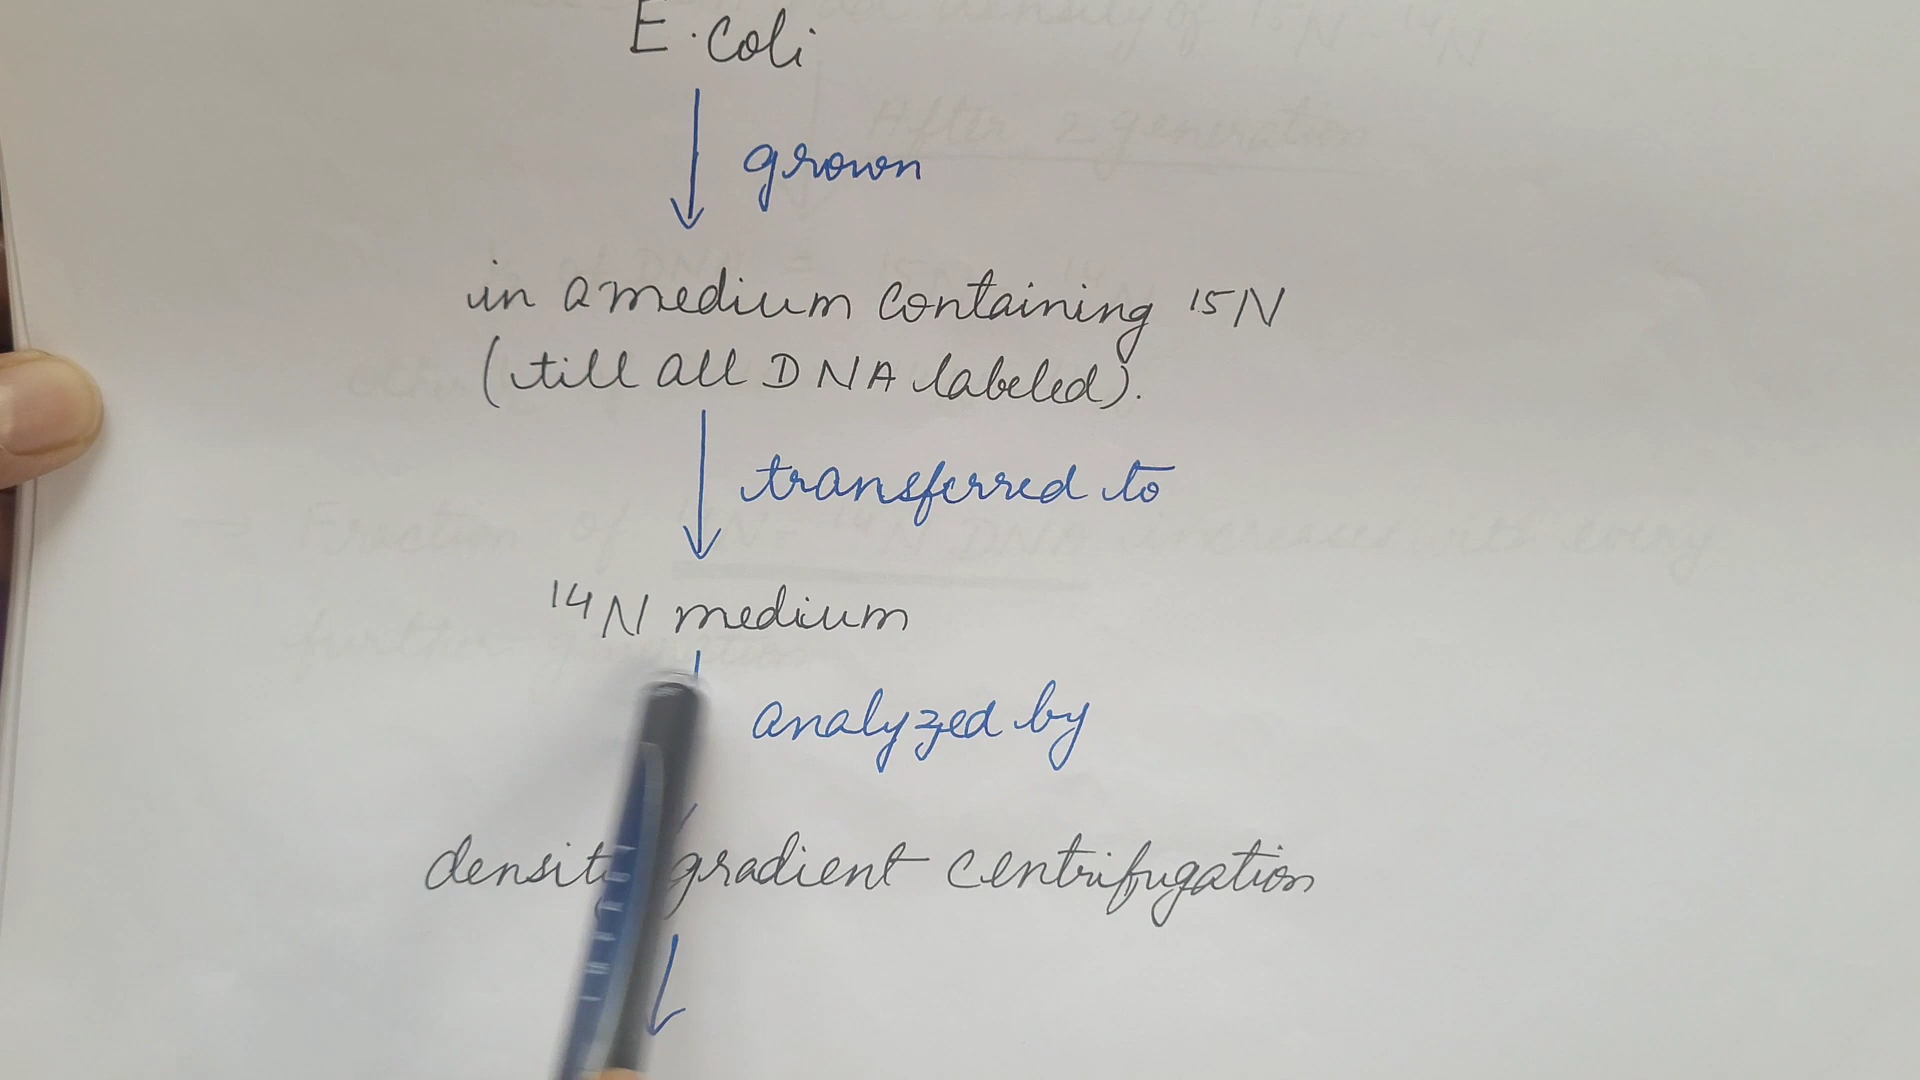 E. coli
grown
in a medium containing ¹⁵N
(till all DNA labeled).
transferred to
¹⁴N medium
analyzed by
density gradient centrifugation